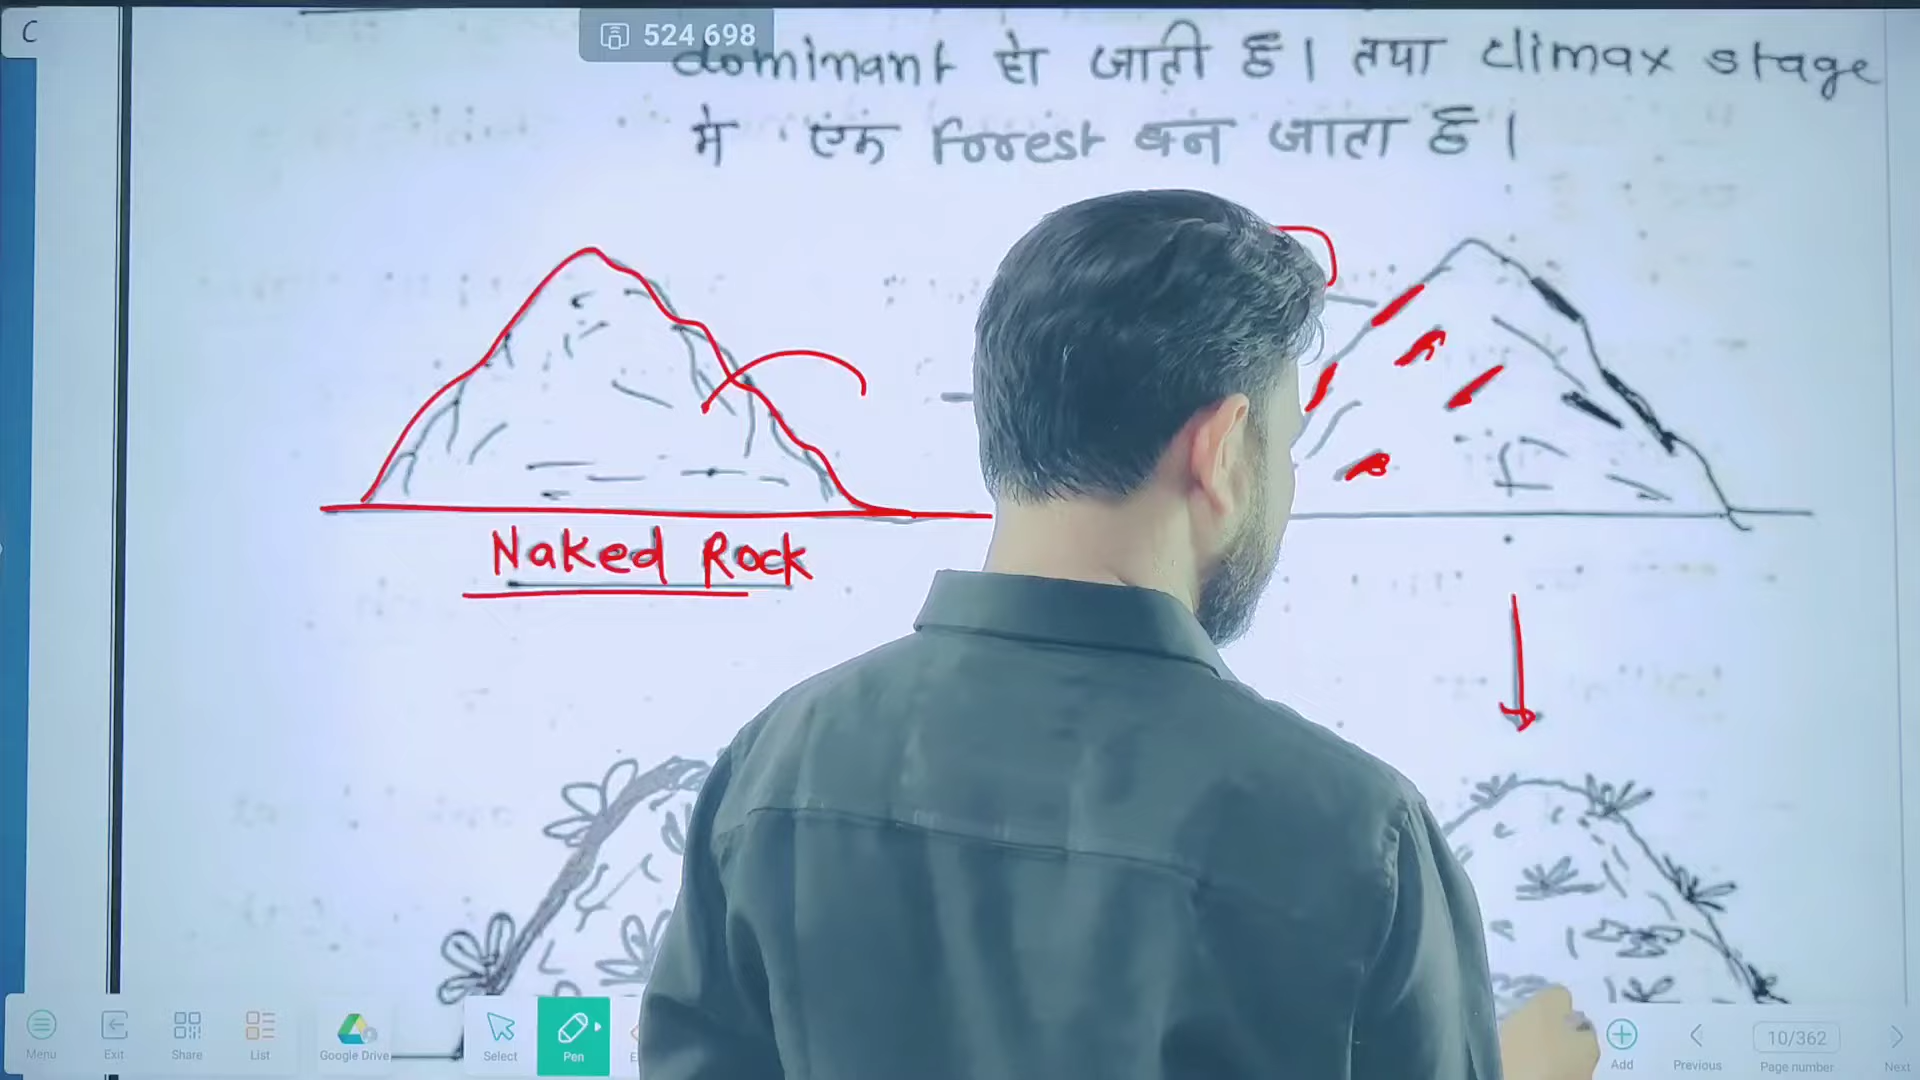 C
524 698
dominant हो जाती है। तथा climax stage
मे एक Forest बन जाता है।
Naked Rock
Menu
Exit
Share
List
Google Drive
Select
Pen
E
Add
Previous
10/362
Page number
Next